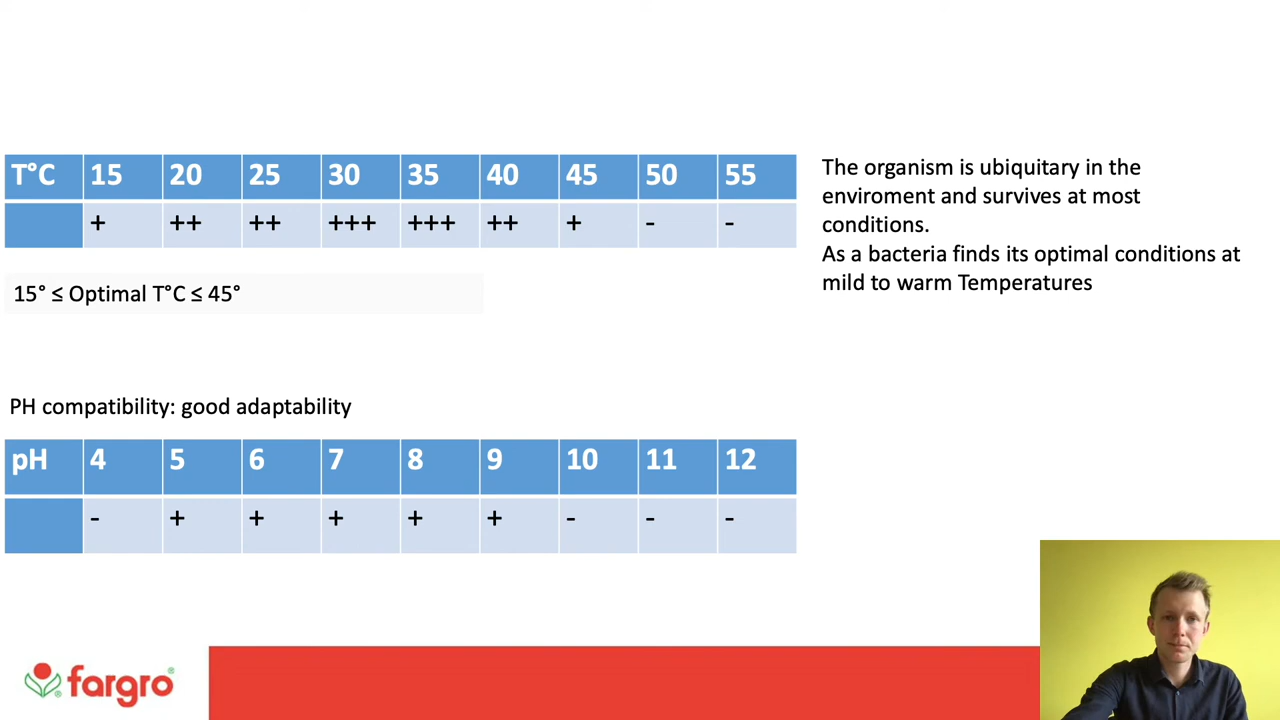 T°C 15 20 25 30 35 40 45 50 55
+ ++ ++ +++ +++ ++ + - -
15° ≤ Optimal T°C ≤ 45°
The organism is ubiquitary in the
enviroment and survives at most
conditions.
As a bacteria finds its optimal conditions at
mild to warm Temperatures
PH compatibility: good adaptability
pH 4 5 6 7 8 9 10 11 12
- + + + + + - - -
fargro®